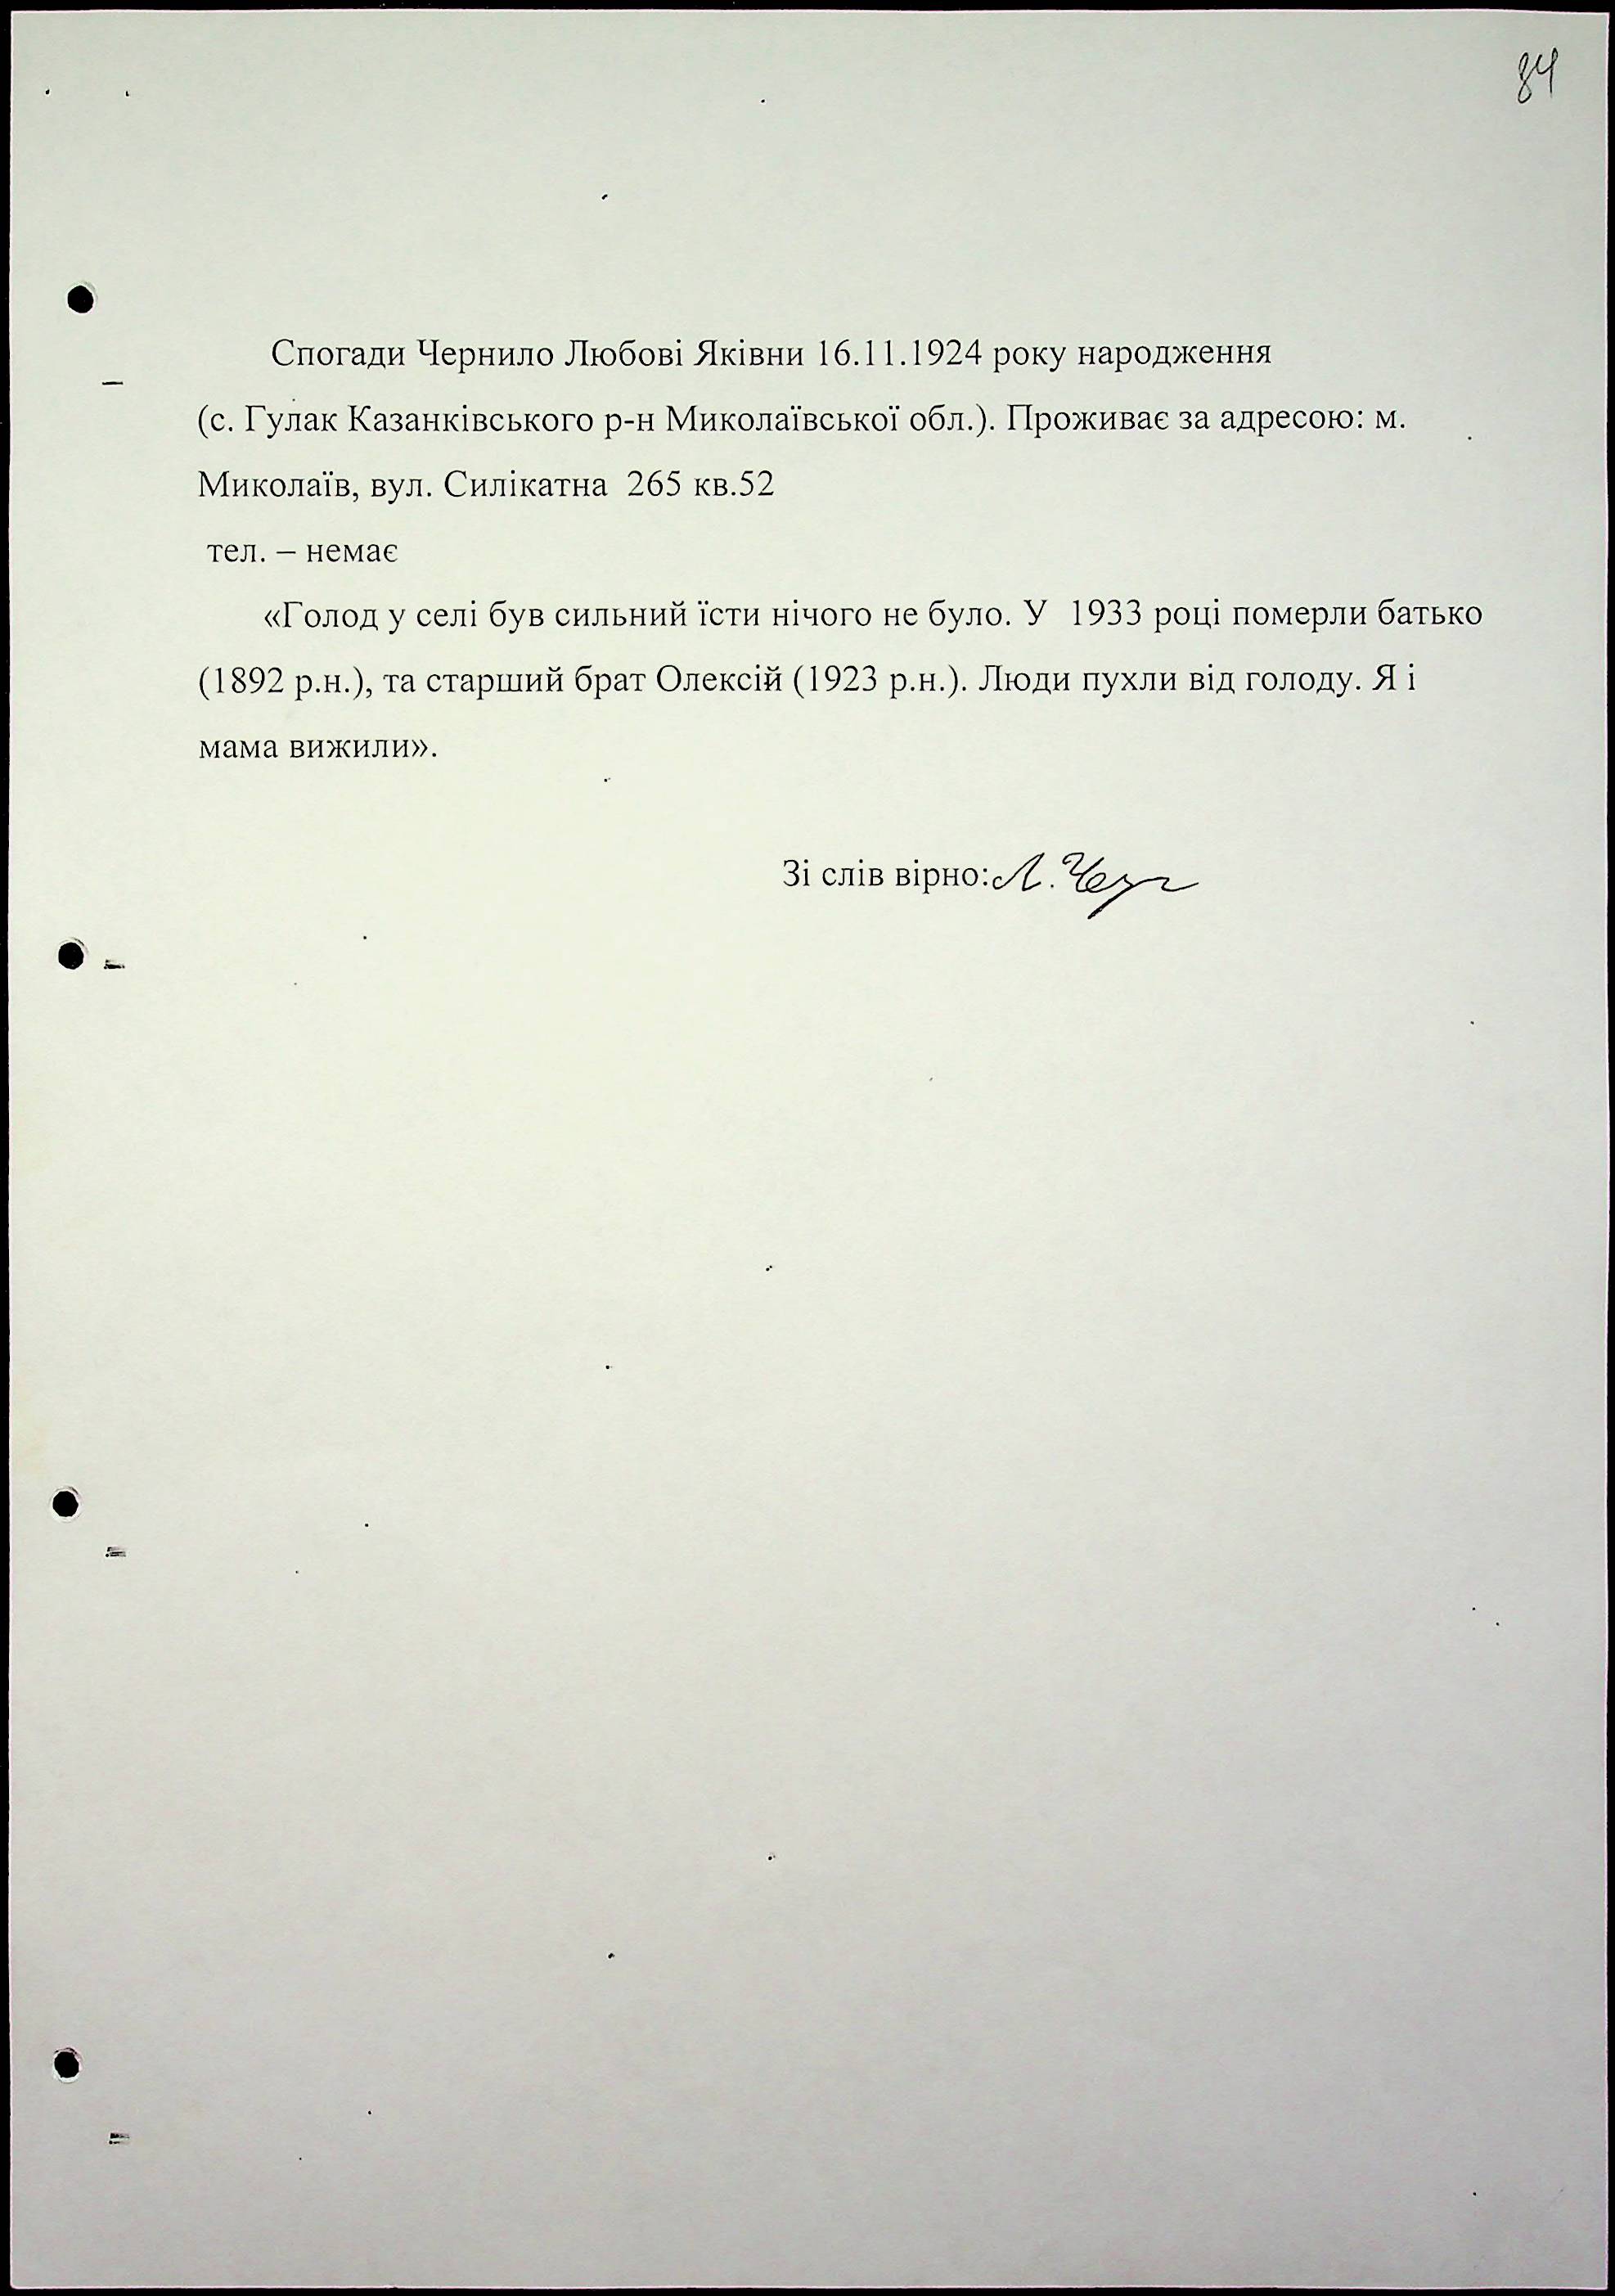 84
Спогади Чернило Любові Яківни 16.11.1924 року народження
(с. Гулак Казанківського р-н Миколаївської обл.). Проживає за адресою: м.
Миколаїв, вул. Силікатна 265 кв.52
тел. – немає
«Голод у селі був сильний їсти нічого не було. У 1933 році померли батько
(1892 р.н.), та старший брат Олексій (1923 р.н.). Люди пухли від голоду. Я і
мама вижили».
Зі слів вірно: Л.